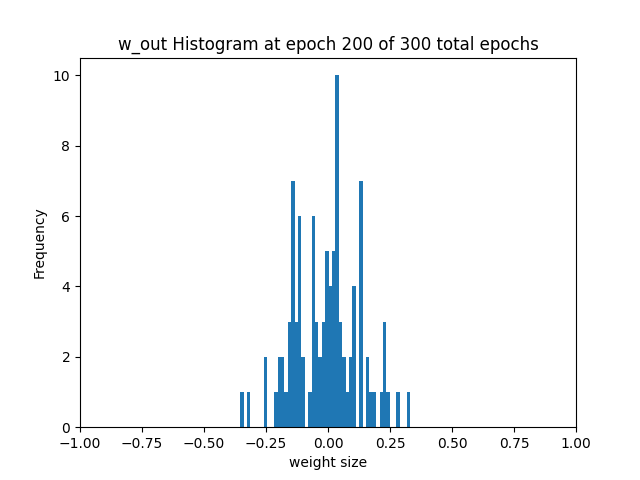 w_out Histogram at epoch 200 of 300 total epochs
Frequency
10
8
6
4
2
0
−1.00 −0.75 −0.50 −0.25 0.00 0.25 0.50 0.75 1.00
weight size